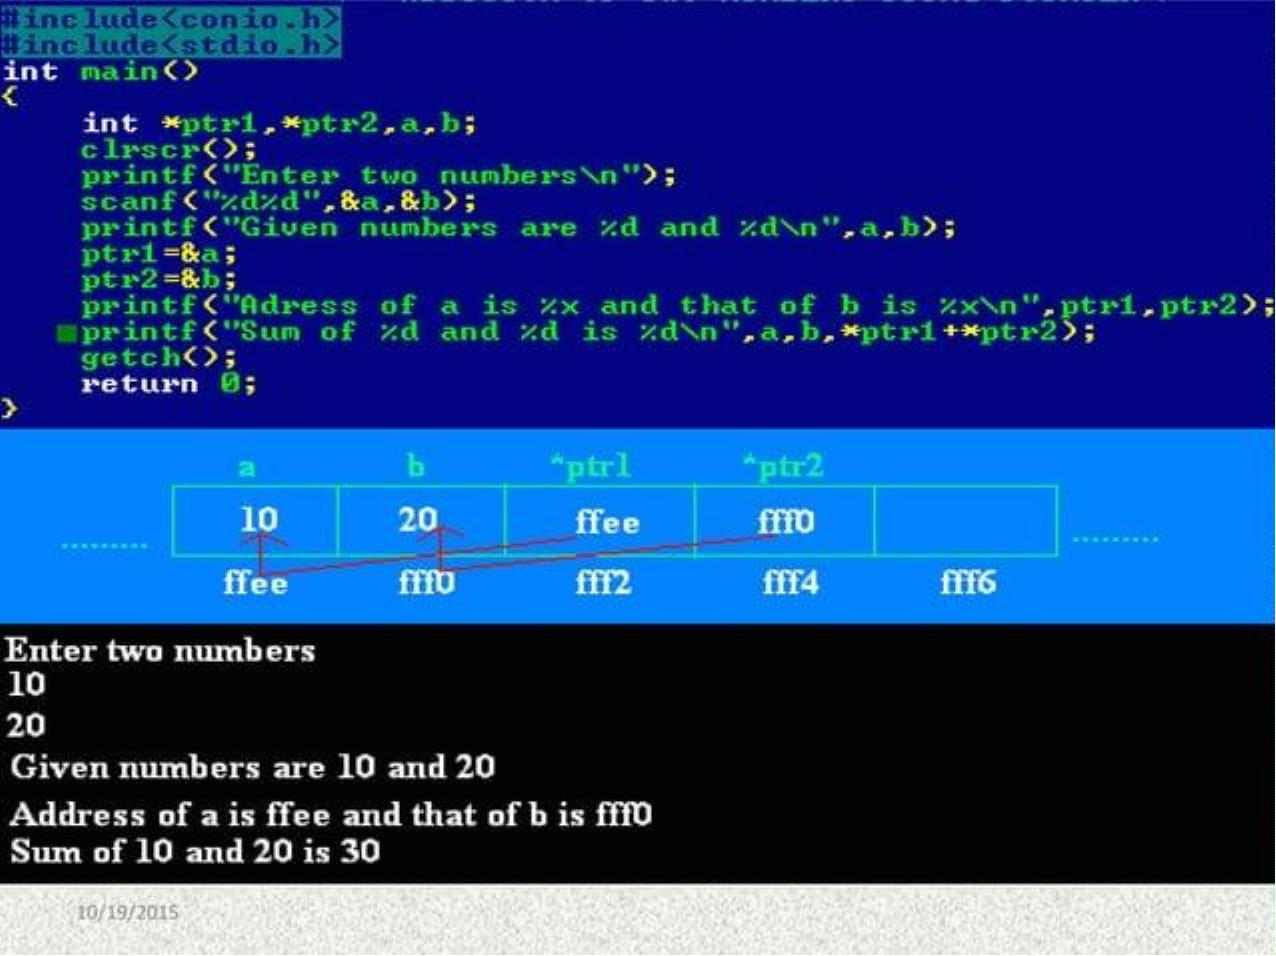 #include<conio.h>
#include<stdio.h>
int main()
{
int *ptr1,*ptr2,a,b;
clrscr();
printf("Enter two numbers\n");
scanf("%d%d",&a,&b);
printf("Given numbers are %d and %d\n",a,b);
ptr1=&a;
ptr2=&b;
printf("Adress of a is %x and that of b is %x\n",ptr1,ptr2);
printf("Sum of %d and %d is %d\n",a,b,*ptr1+*ptr2);
getch();
return 0;
}
a b *ptr1 *ptr2
10 20 ffee fff0
......... .........
ffee fff0 fff2 fff4 fff6
Enter two numbers
10
20
Given numbers are 10 and 20
Address of a is ffee and that of b is fff0
Sum of 10 and 20 is 30
10/19/2015